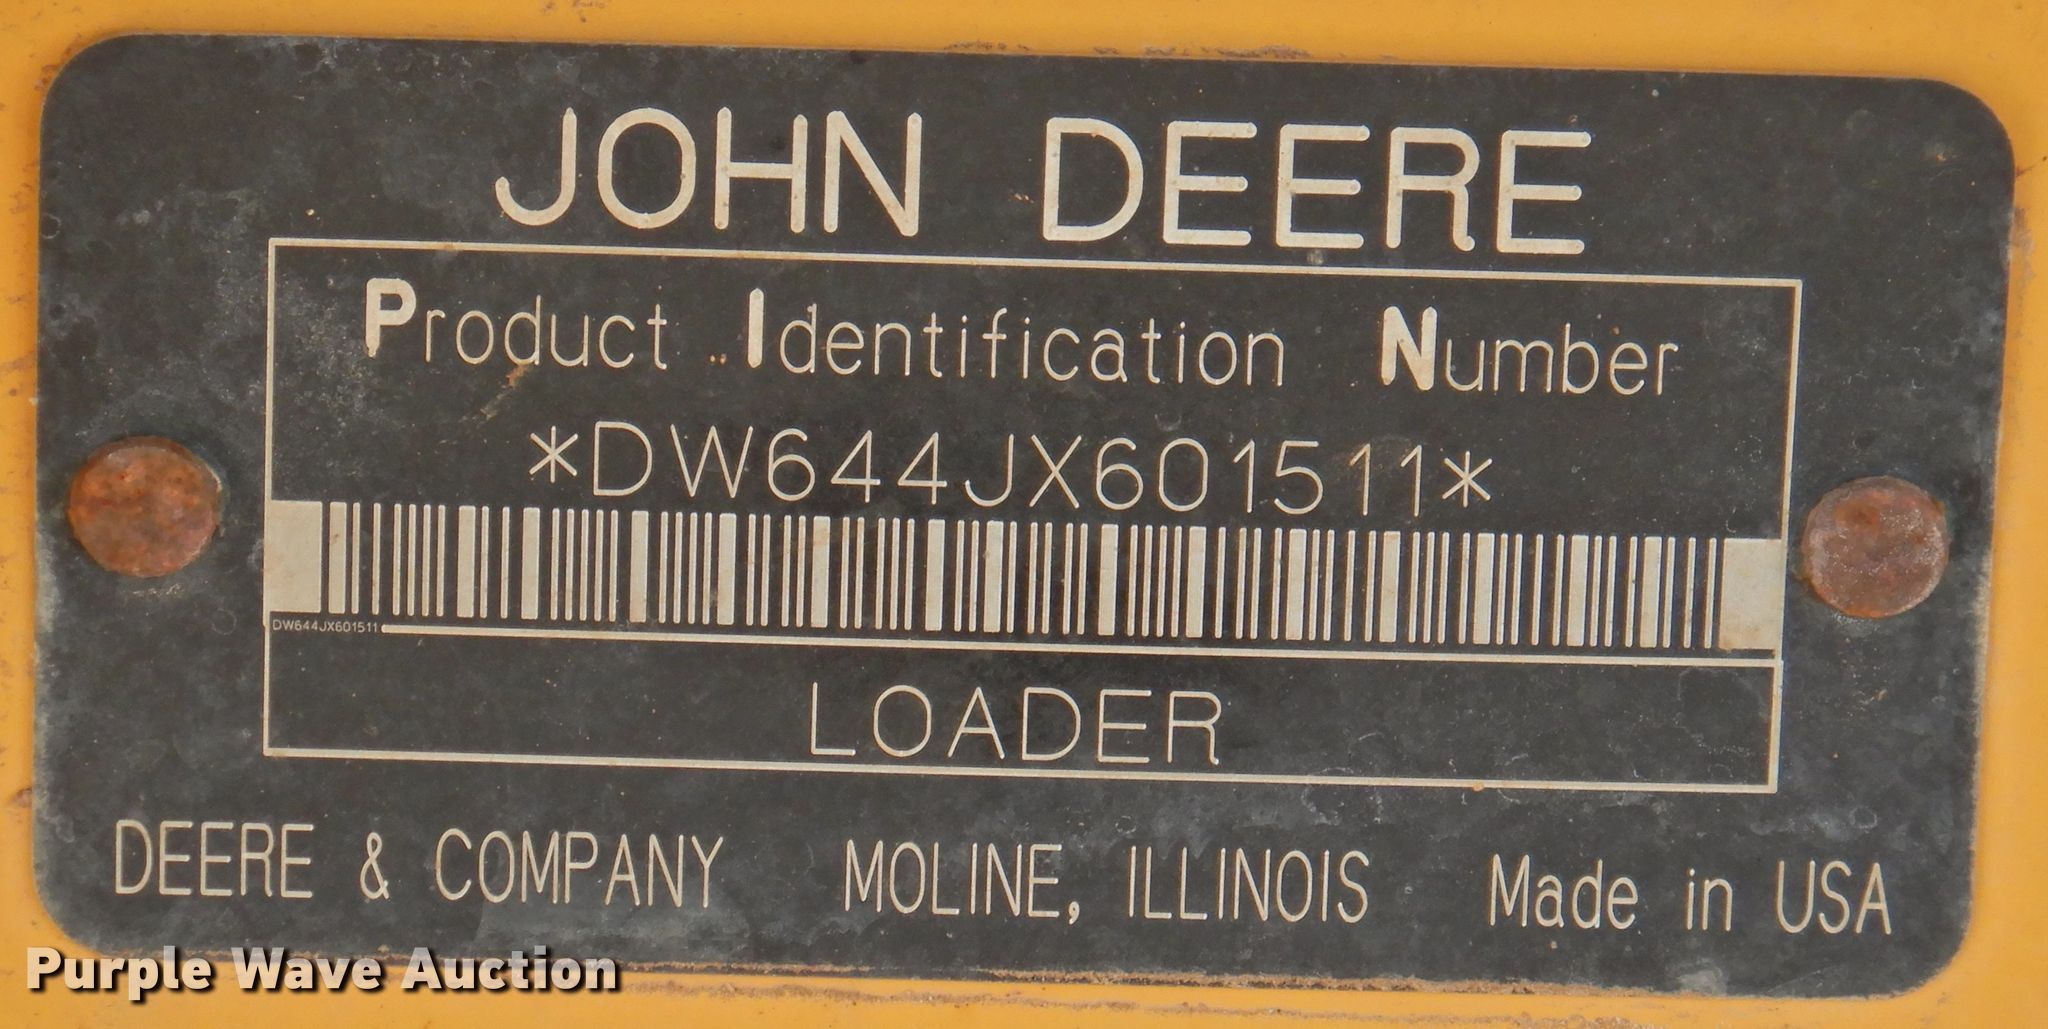 JOHN DEERE
Product Identification Number
*DW644JX601511*
DW644JX601511
LOADER
DEERE & COMPANY MOLINE, ILLINOIS Made in USA
Purple Wave Auction